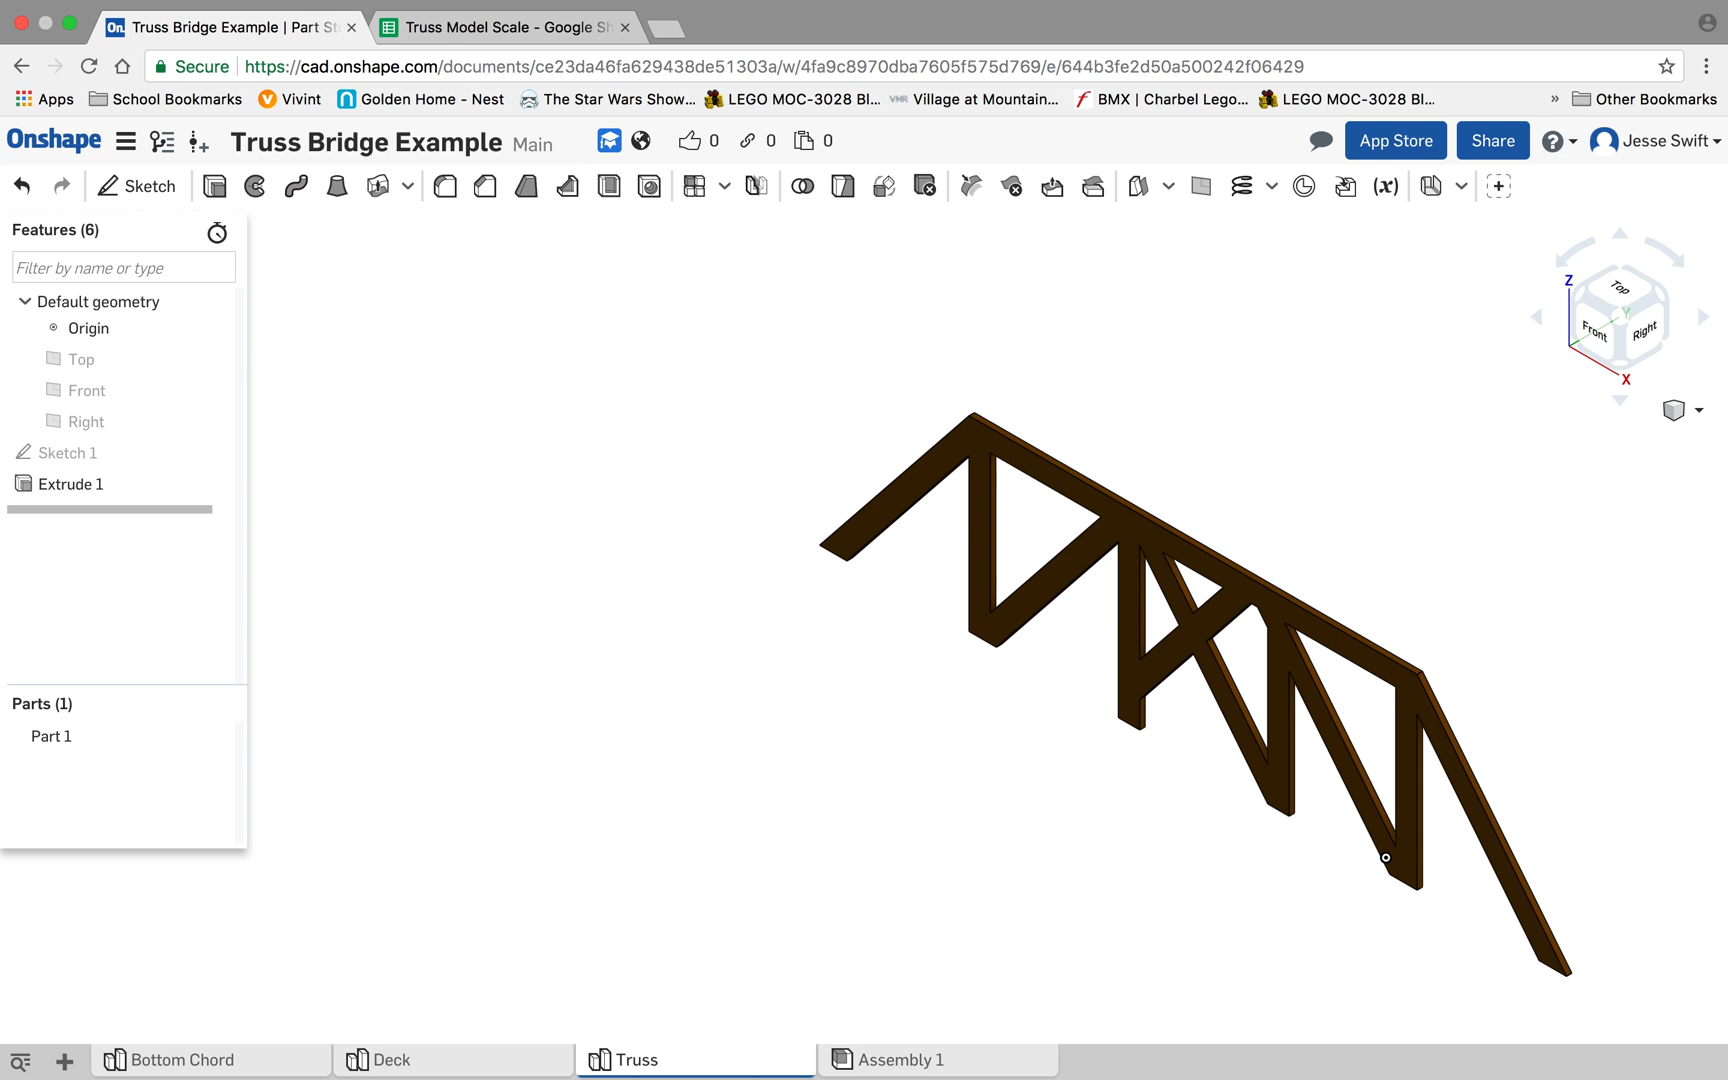 On Truss Bridge Example | Part St
Truss Model Scale - Google Sh
Secure https://cad.onshape.com/documents/ce23da46fa629438de51303a/w/4fa9c8970dba7605f575d769/e/644b3fe2d50a500242f06429
Apps School Bookmarks Vivint Golden Home - Nest The Star Wars Show... LEGO MOC-3028 Bl... VMR Village at Mountain... BMX | Charbel Lego... LEGO MOC-3028 Bl... » Other Bookmarks
Onshape Truss Bridge Example Main 0 0 0 App Store Share Jesse Swift
Sketch (x)
Features (6)
Filter by name or type
Default geometry
Origin
Top
Front
Right
Sketch 1
Extrude 1
Parts (1)
Part 1
Z
Top
Y
Front
Right
X
Bottom Chord Deck Truss Assembly 1